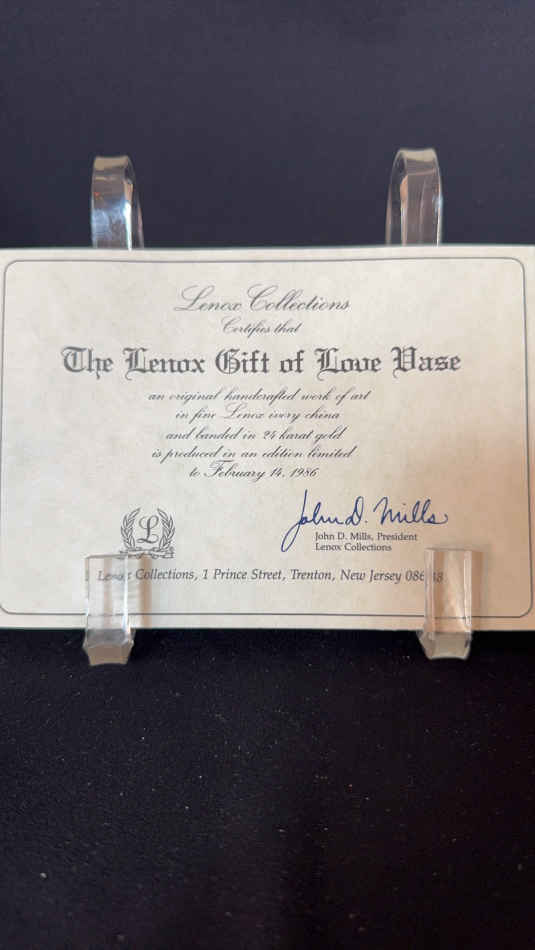 Lenox Collections
Certifies that
The Lenox Gift of Love Vase
an original handcrafted work of art
in fine Lenox ivory china
and banded in 24 karat gold
is produced in an edition limited
to February 14, 1986
L
John D. Mills
John D. Mills, President
Lenox Collections
Lenox Collections, 1 Prince Street, Trenton, New Jersey